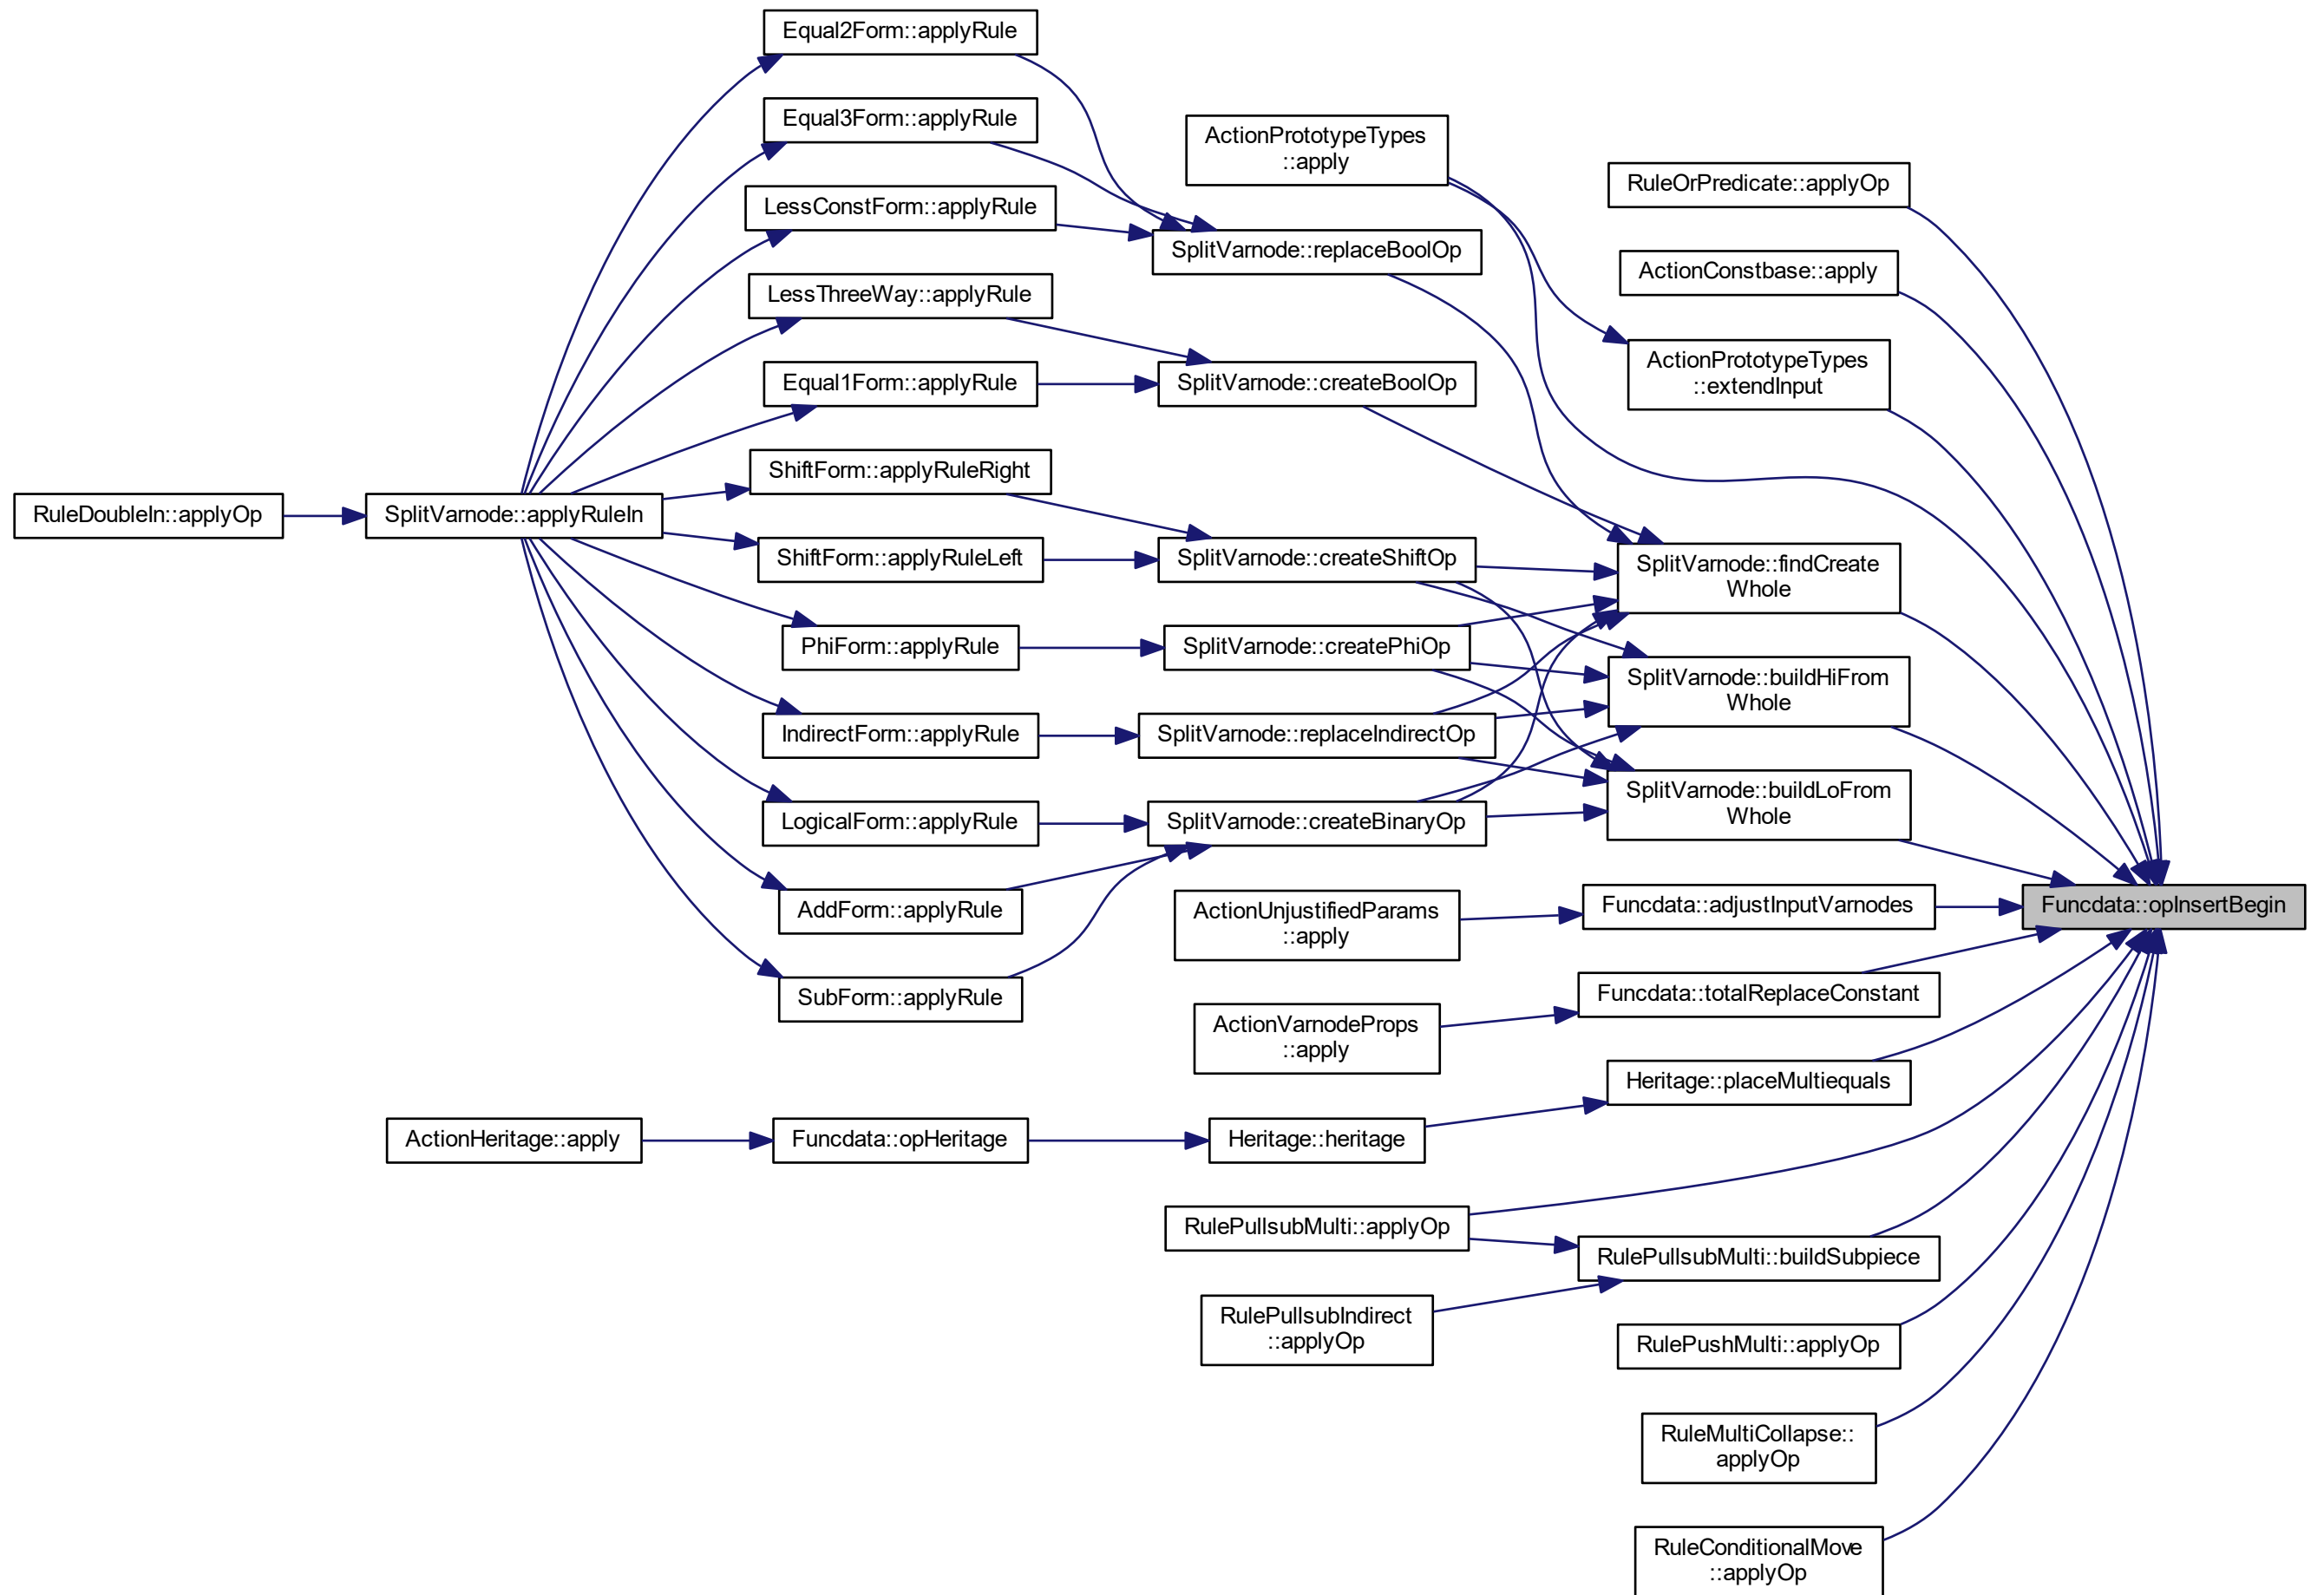 Equal2Form::applyRule
Equal3Form::applyRule
LessConstForm::applyRule
LessThreeWay::applyRule
Equal1Form::applyRule
ShiftForm::applyRuleRight
RuleDoubleIn::applyOp
SplitVarnode::applyRuleIn
ShiftForm::applyRuleLeft
PhiForm::applyRule
IndirectForm::applyRule
LogicalForm::applyRule
AddForm::applyRule
SubForm::applyRule
ActionHeritage::apply
Funcdata::opHeritage
ActionPrototypeTypes
::apply
SplitVarnode::replaceBoolOp
SplitVarnode::createBoolOp
SplitVarnode::createShiftOp
SplitVarnode::createPhiOp
SplitVarnode::replaceIndirectOp
SplitVarnode::createBinaryOp
ActionUnjustifiedParams
::apply
ActionVarnodeProps
::apply
Heritage::heritage
RulePullsubMulti::applyOp
RulePullsubIndirect
::applyOp
RuleOrPredicate::applyOp
ActionConstbase::apply
ActionPrototypeTypes
::extendInput
SplitVarnode::findCreate
Whole
SplitVarnode::buildHiFrom
Whole
SplitVarnode::buildLoFrom
Whole
Funcdata::adjustInputVarnodes
Funcdata::totalReplaceConstant
Heritage::placeMultiequals
RulePullsubMulti::buildSubpiece
RulePushMulti::applyOp
RuleMultiCollapse::
applyOp
RuleConditionalMove
::applyOp
Funcdata::opInsertBegin